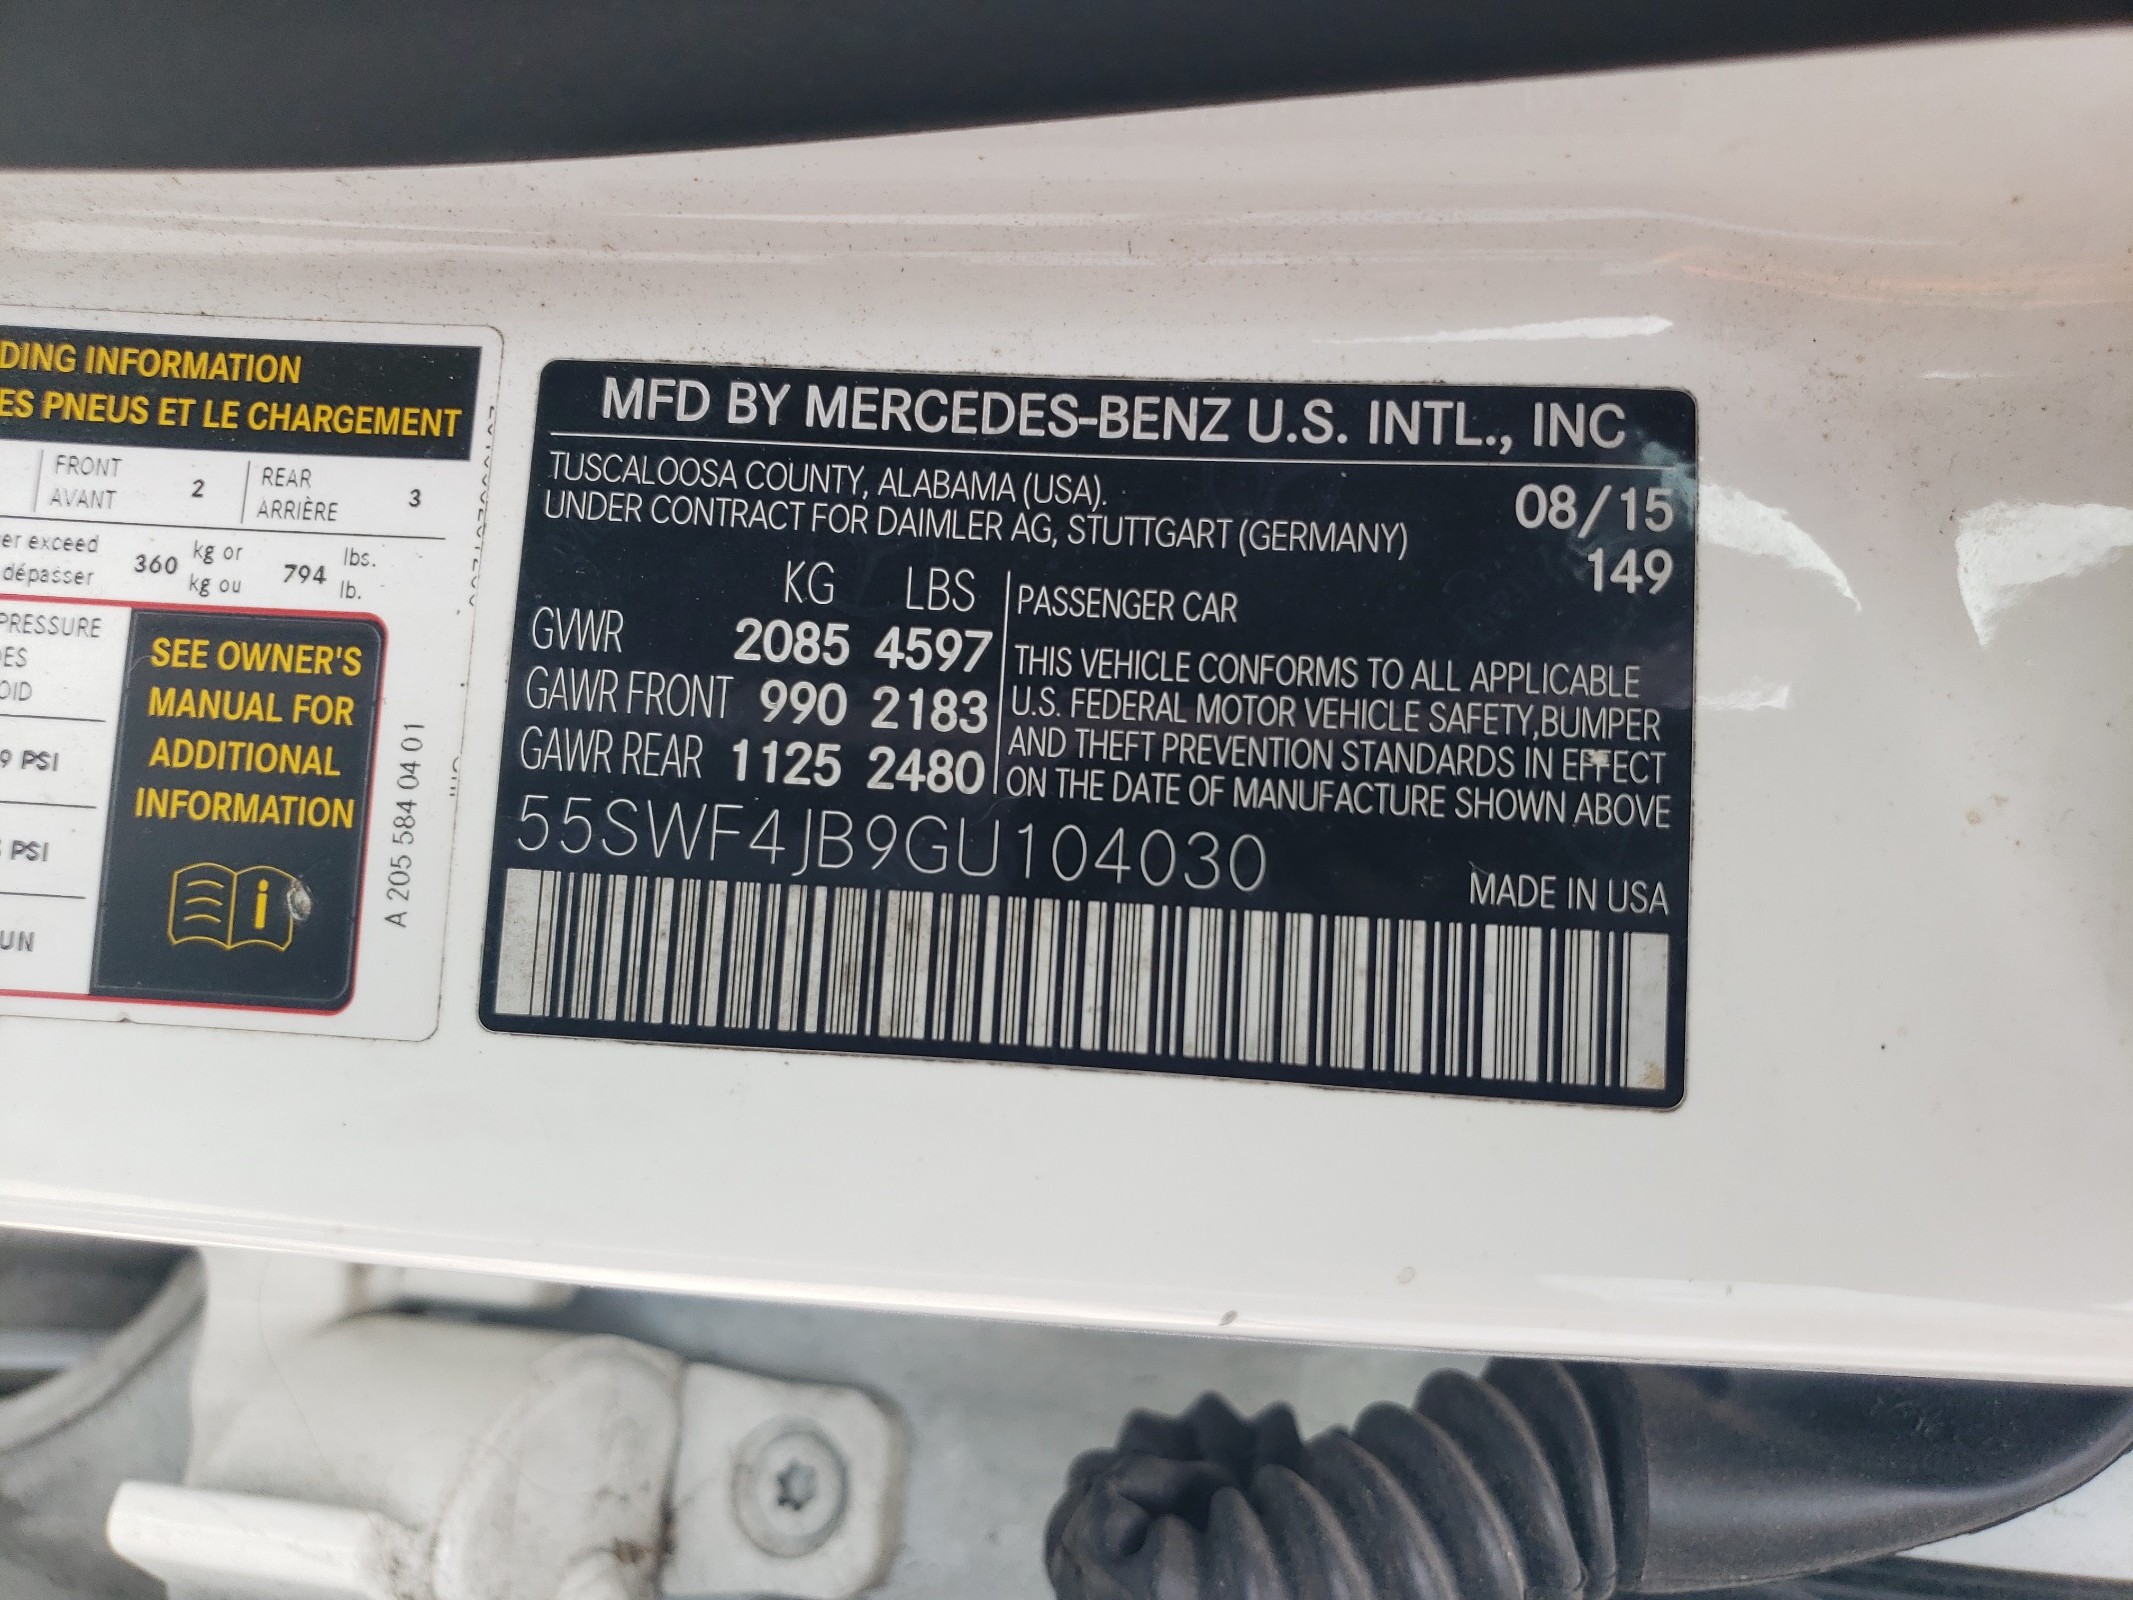 DING INFORMATION
ES PNEUS ET LE CHARGEMENT
FRONT 2 REAR 3
AVANT ARRIÈRE
er exceed 360 kg or 794 lbs.
dépasser kg ou lb.
PRESSURE
ES
OID
9 PSI
PSI
UN
SEE OWNER'S
MANUAL FOR
ADDITIONAL
INFORMATION
i
A 205 584 04 01
MFD BY MERCEDES-BENZ U.S. INTL., INC
TUSCALOOSA COUNTY, ALABAMA (USA).
UNDER CONTRACT FOR DAIMLER AG, STUTTGART (GERMANY)
08/15
149
KG LBS
GVWR 2085 4597
GAWR FRONT 990 2183
GAWR REAR 1125 2480
PASSENGER CAR
THIS VEHICLE CONFORMS TO ALL APPLICABLE
U.S. FEDERAL MOTOR VEHICLE SAFETY,BUMPER
AND THEFT PREVENTION STANDARDS IN EFFECT
ON THE DATE OF MANUFACTURE SHOWN ABOVE
55SWF4JB9GU104030
MADE IN USA